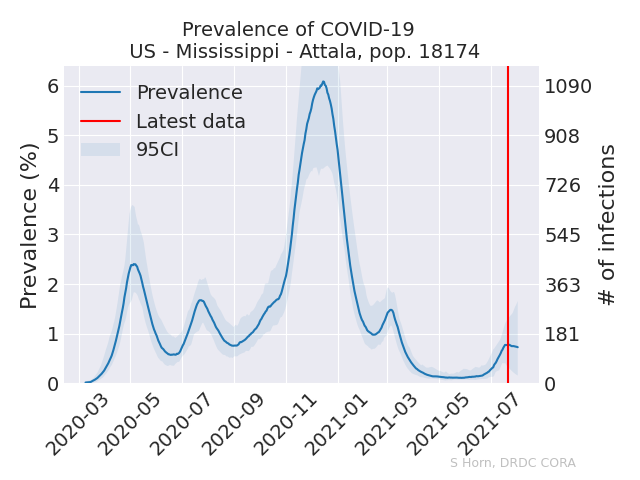 Prevalence of COVID-19
US - Mississippi - Attala, pop. 18174
Prevalence
Latest data
95CI
Prevalence (%)
6
5
4
3
2
1
0
1090
908
726
545
363
181
0
# of infections
2020-03
2020-05
2020-07
2020-09
2020-11
2021-01
2021-03
2021-05
2021-07
S Horn, DRDC CORA